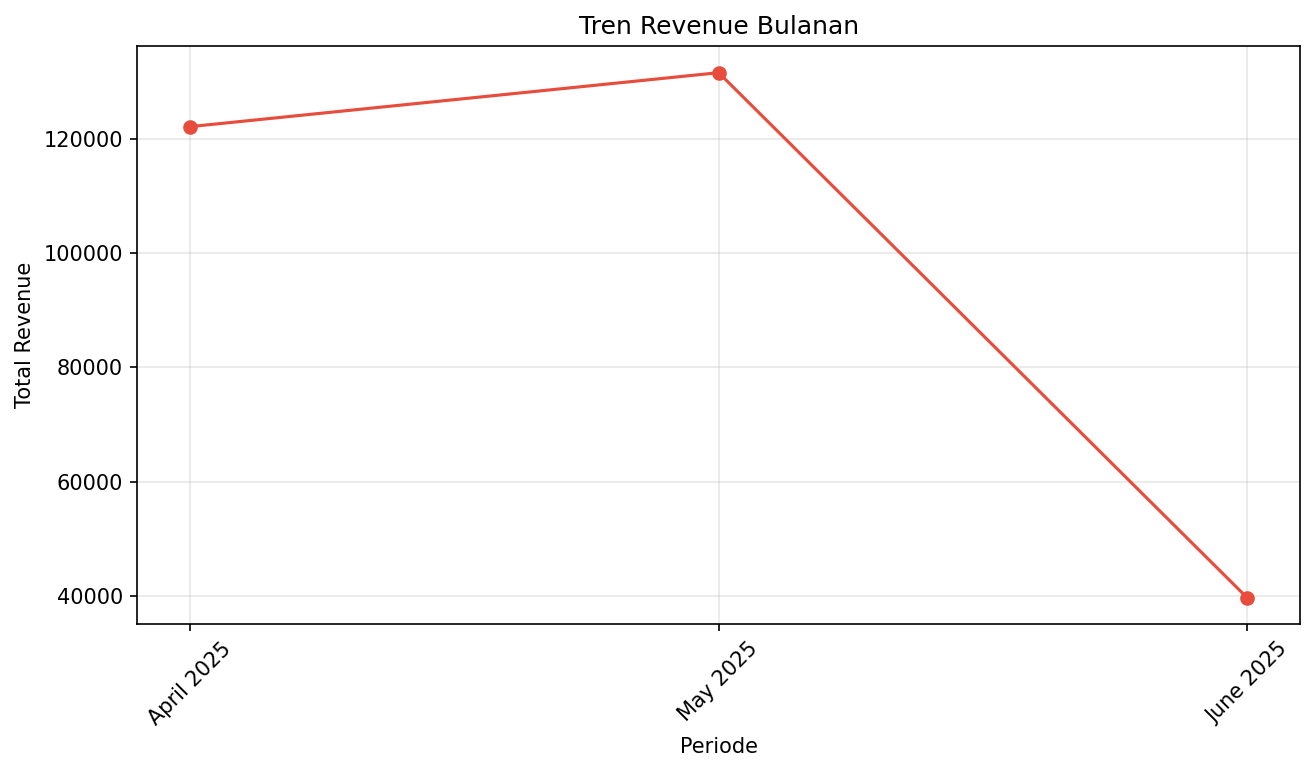 Tren Revenue Bulanan
Total Revenue
120000
100000
80000
60000
40000
April 2025
May 2025
June 2025
Periode